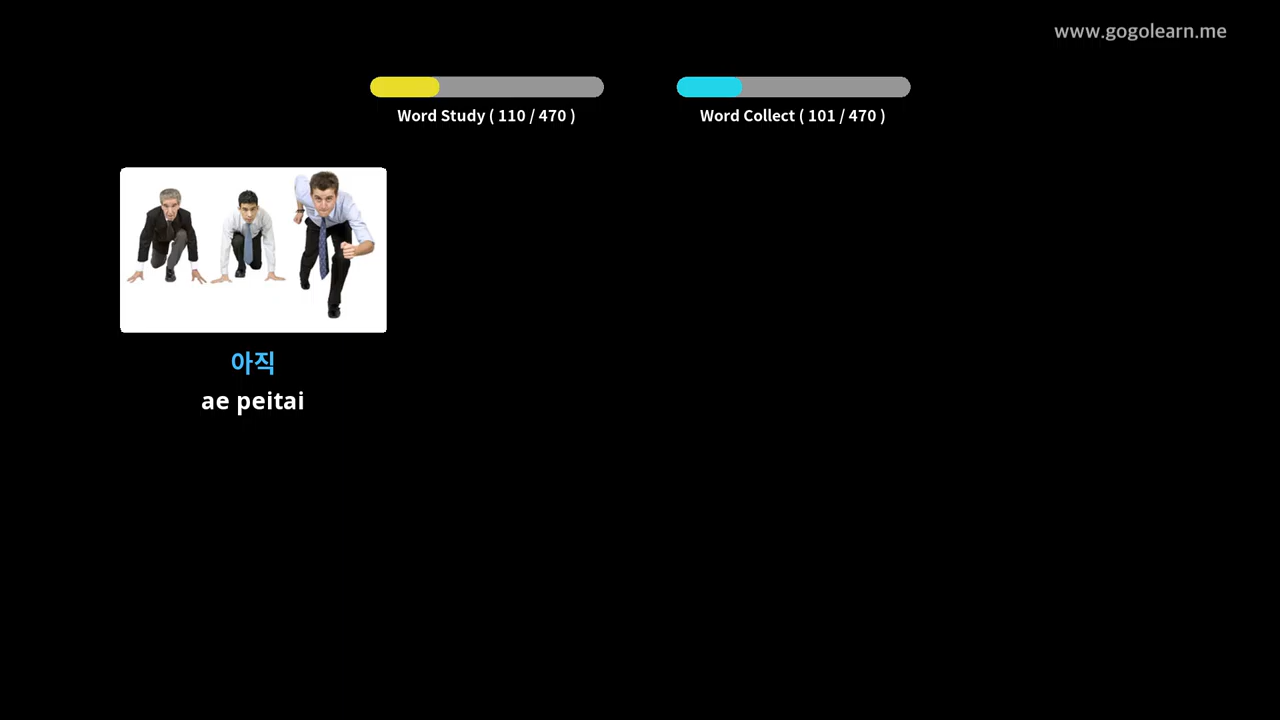 www.gogolearn.me
Word Study ( 110 / 470 )
Word Collect ( 101 / 470 )
아직
ae peitai